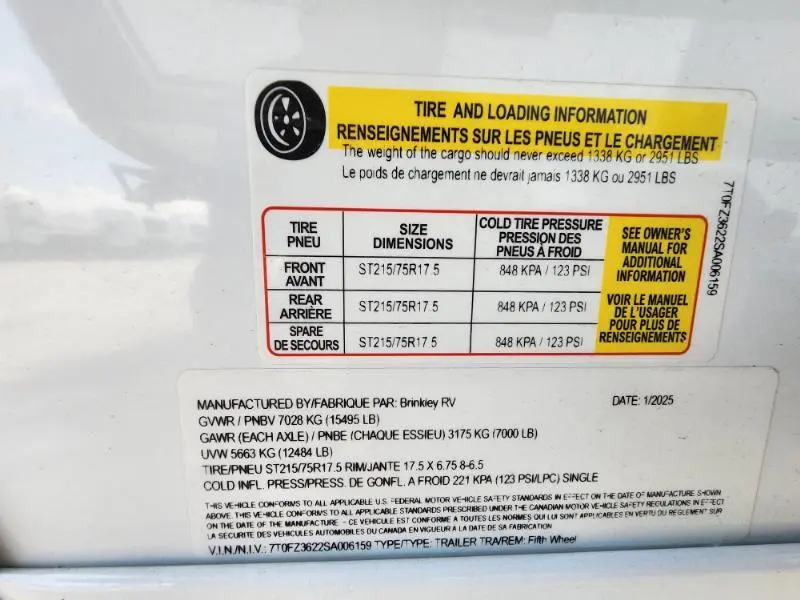 TIRE AND LOADING INFORMATION
RENSEIGNEMENTS SUR LES PNEUS ET LE CHARGEMENT
The weight of the cargo should never exceed 1338 KG or 2951 LBS
Le poids de chargement ne devrait jamais 1338 KG ou 2951 LBS
TIRE PNEU SIZE DIMENSIONS COLD TIRE PRESSURE PRESSION DES PNEUS À FROID
FRONT AVANT ST215/75R17.5 848 KPA / 123 PSI
REAR ARRIÈRE ST215/75R17.5 848 KPA / 123 PSI
SPARE DE SECOURS ST215/75R17.5 848 KPA / 123 PSI
SEE OWNER'S
MANUAL FOR
ADDITIONAL
INFORMATION
VOIR LE MANUEL
DE L'USAGER
POUR PLUS DE
RENSEIGNEMENTS
7T0FZ3622SA006159
MANUFACTURED BY/FABRIQUE PAR: Brinkley RV DATE: 1/2025
GVWR / PNBV 7028 KG (15495 LB)
GAWR (EACH AXLE) / PNBE (CHAQUE ESSIEU) 3175 KG (7000 LB)
UVW 5663 KG (12484 LB)
TIRE/PNEU ST215/75R17.5 RIM/JANTE 17.5 X 6.75 8-6.5
COLD INFL. PRESS/PRESS. DE GONFL. A FROID 221 KPA (123 PSI/LPC) SINGLE
THIS VEHICLE CONFORMS TO ALL APPLICABLE U.S. FEDERAL MOTOR VEHICLE SAFETY STANDARDS IN EFFECT ON THE DATE OF MANUFACTURE SHOWN
ABOVE. THIS VEHICLE CONFORMS TO ALL APPLICABLE STANDARDS PRESCRIBED UNDER THE CANADIAN MOTOR VEHICLE SAFETY REGULATIONS IN EFFECT
ON THE DATE OF THE MANUFACTURE - CE VEHICULE EST CONFORME A TOUTES LES NORMES QUI LUI SONT APPLICABLES EN VERTU DU REGLEMENT SUR
LA SECURITE DES VEHICULES AUTOMOBILES DU CANADA EN VIGUEUR A LA DATE DE SA FABRICATION
V.I.N./N.I.V.: 7T0FZ3622SA006159 TYPE/TYPE: TRAILER TRA/REM: Fifth Wheel